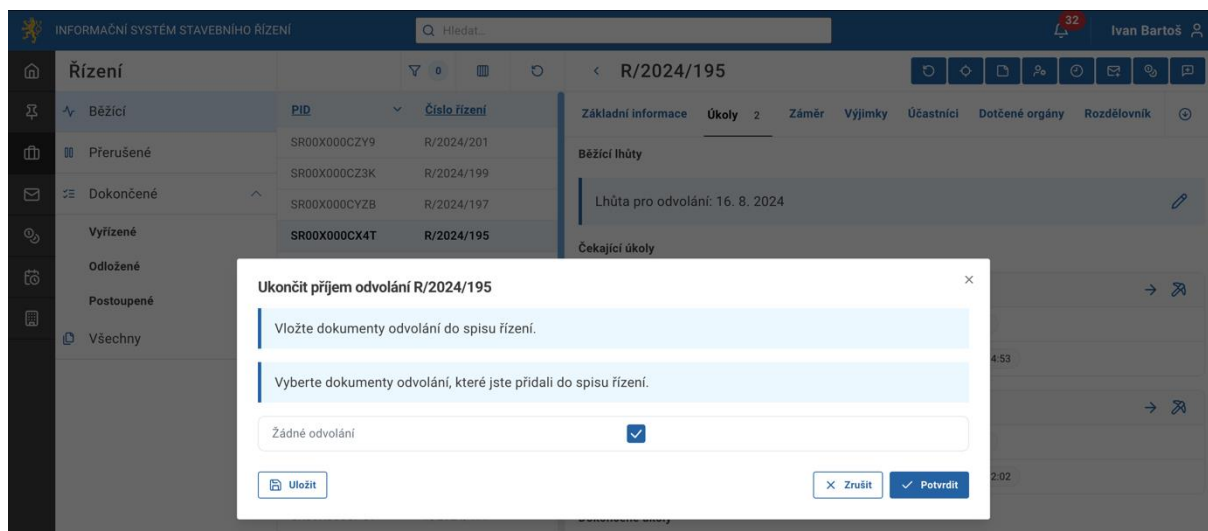 INFORMAČNÍ SYSTÉM STAVEBNÍHO ŘÍZENÍ
Hledat...
32
Ivan Bartoš
Řízení
0
R/2024/195
Běžící
Přerušené
Dokončené
Vyřízené
Odložené
Postoupené
Všechny
PID Číslo řízení
SR00X000CZY9 R/2024/201
SR00X000CZ3K R/2024/199
SR00X000CYZB R/2024/197
SR00X000CX4T R/2024/195
Základní informace Úkoly 2 Záměr Výjimky Účastníci Dotčené orgány Rozdělovník
Běžící lhůty
Lhůta pro odvolání: 16. 8. 2024
Čekající úkoly
4:53
2:02
Ukončit příjem odvolání R/2024/195
Vložte dokumenty odvolání do spisu řízení.
Vyberte dokumenty odvolání, které jste přidali do spisu řízení.
Žádné odvolání
Uložit
Zrušit
Potvrdit